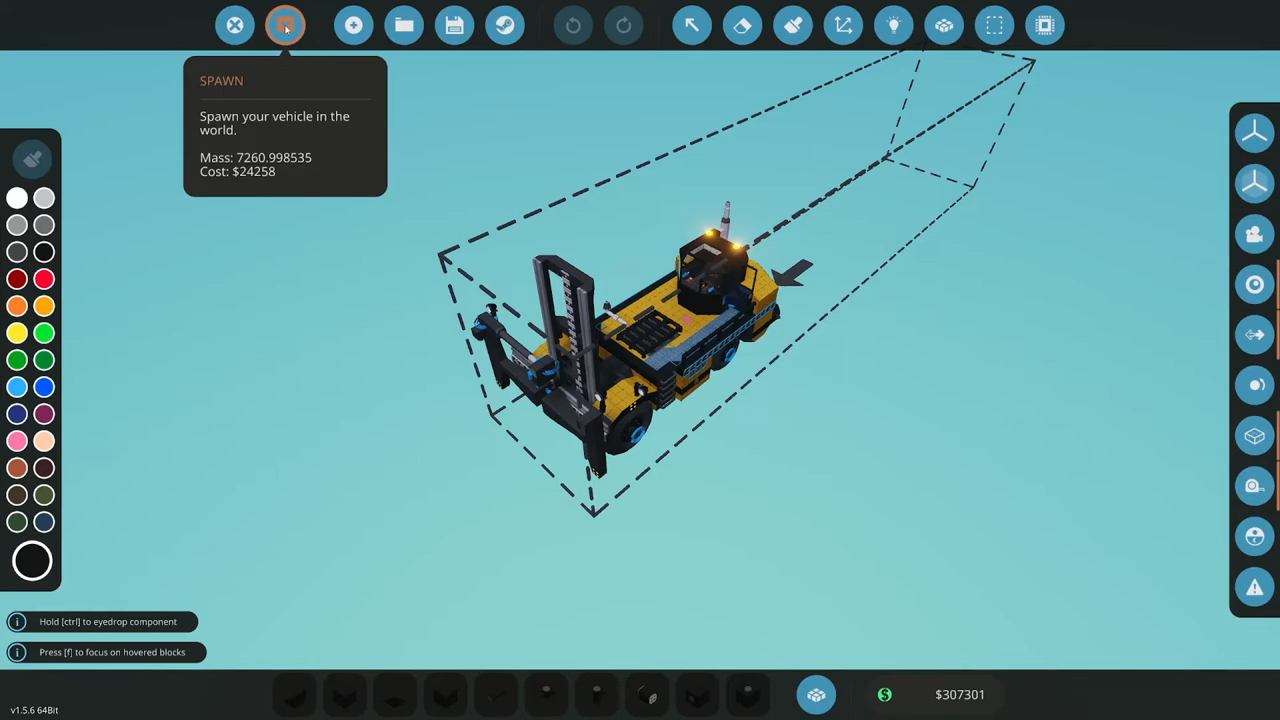 SPAWN
Spawn your vehicle in the
world.
Mass: 7260.998535
Cost: $24258
Hold [ctrl] to eyedrop component
Press [f] to focus on hovered blocks
$307301
v1.5.6 64Bit